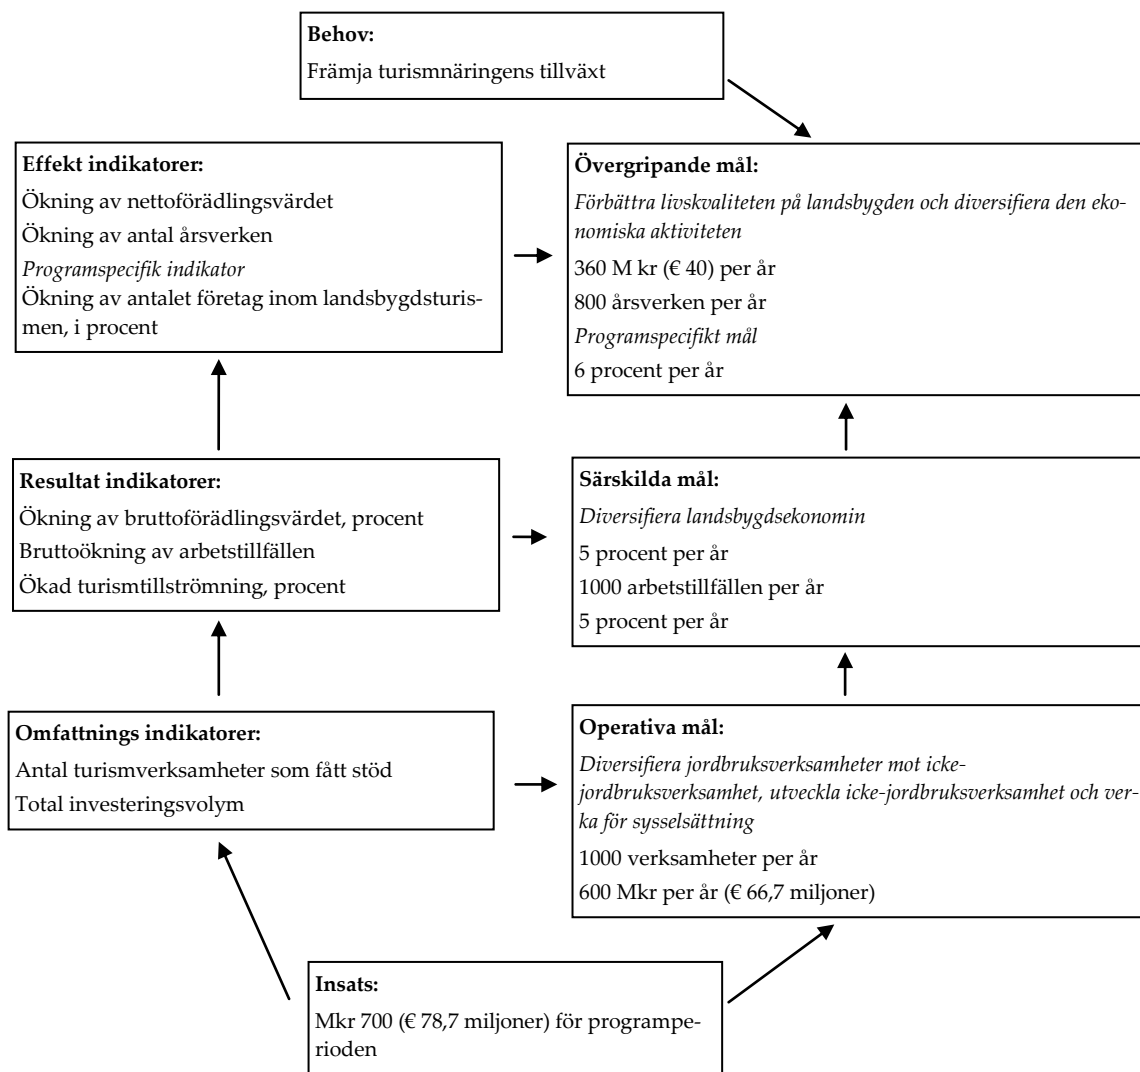 Behov:
Främja turismnäringens tillväxt
Effekt indikatorer:
Ökning av nettoförädlingsvärdet
Ökning av antal årsverken
Programspecifik indikator
Ökning av antalet företag inom landsbygdsturis-
men, i procent
Övergripande mål:
Förbättra livskvaliteten på landsbygden och diversifiera den eko-
nomiska aktiviteten
360 M kr (€ 40) per år
800 årsverken per år
Programspecifikt mål
6 procent per år
Resultat indikatorer:
Ökning av bruttoförädlingsvärdet, procent
Bruttoökning av arbetstillfällen
Ökad turismtillströmning, procent
Särskilda mål:
Diversifiera landsbygdsekonomin
5 procent per år
1000 arbetstillfällen per år
5 procent per år
Omfattnings indikatorer:
Antal turismverksamheter som fått stöd
Total investeringsvolym
Operativa mål:
Diversifiera jordbruksverksamheter mot icke-
jordbruksverksamhet, utveckla icke-jordbruksverksamhet och ver-
ka för sysselsättning
1000 verksamheter per år
600 Mkr per år (€ 66,7 miljoner)
Insats:
Mkr 700 (€ 78,7 miljoner) för programpe-
rioden